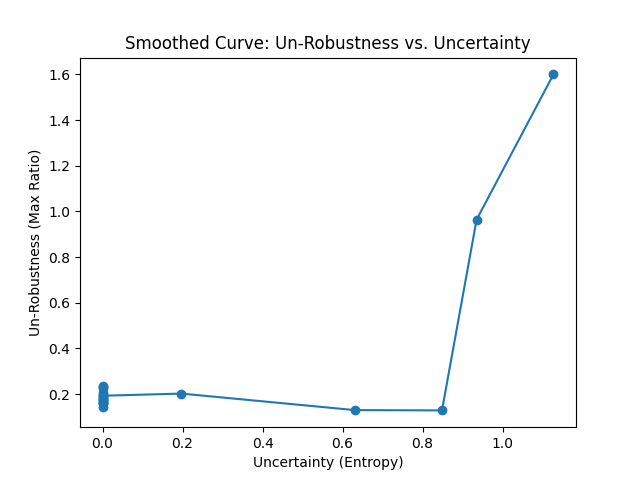 Smoothed Curve: Un-Robustness vs. Uncertainty
Un-Robustness (Max Ratio)
1.6
1.4
1.2
1.0
0.8
0.6
0.4
0.2
0.0 0.2 0.4 0.6 0.8 1.0
Uncertainty (Entropy)